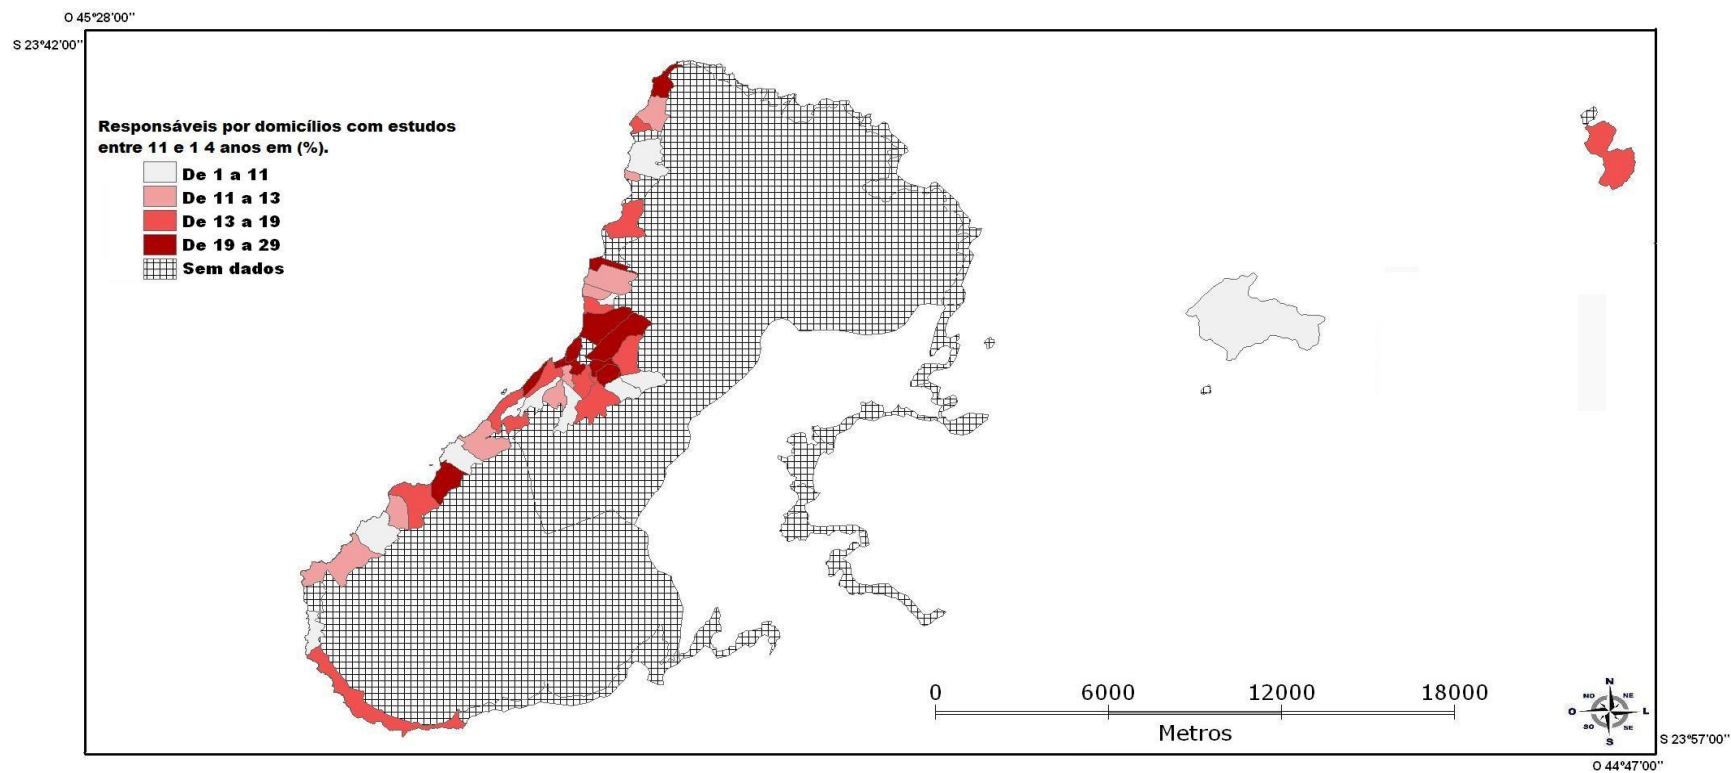 O 45°28'00''
S 23°42'00''
Responsáveis por domicílios com estudos
entre 11 e 1 4 anos em (%).
De 1 a 11
De 11 a 13
De 13 a 19
De 19 a 29
Sem dados
0 6000 12000 18000
Metros
N
NO NE
O L
SO SE
S
S 23°57'00''
O 44°47'00''